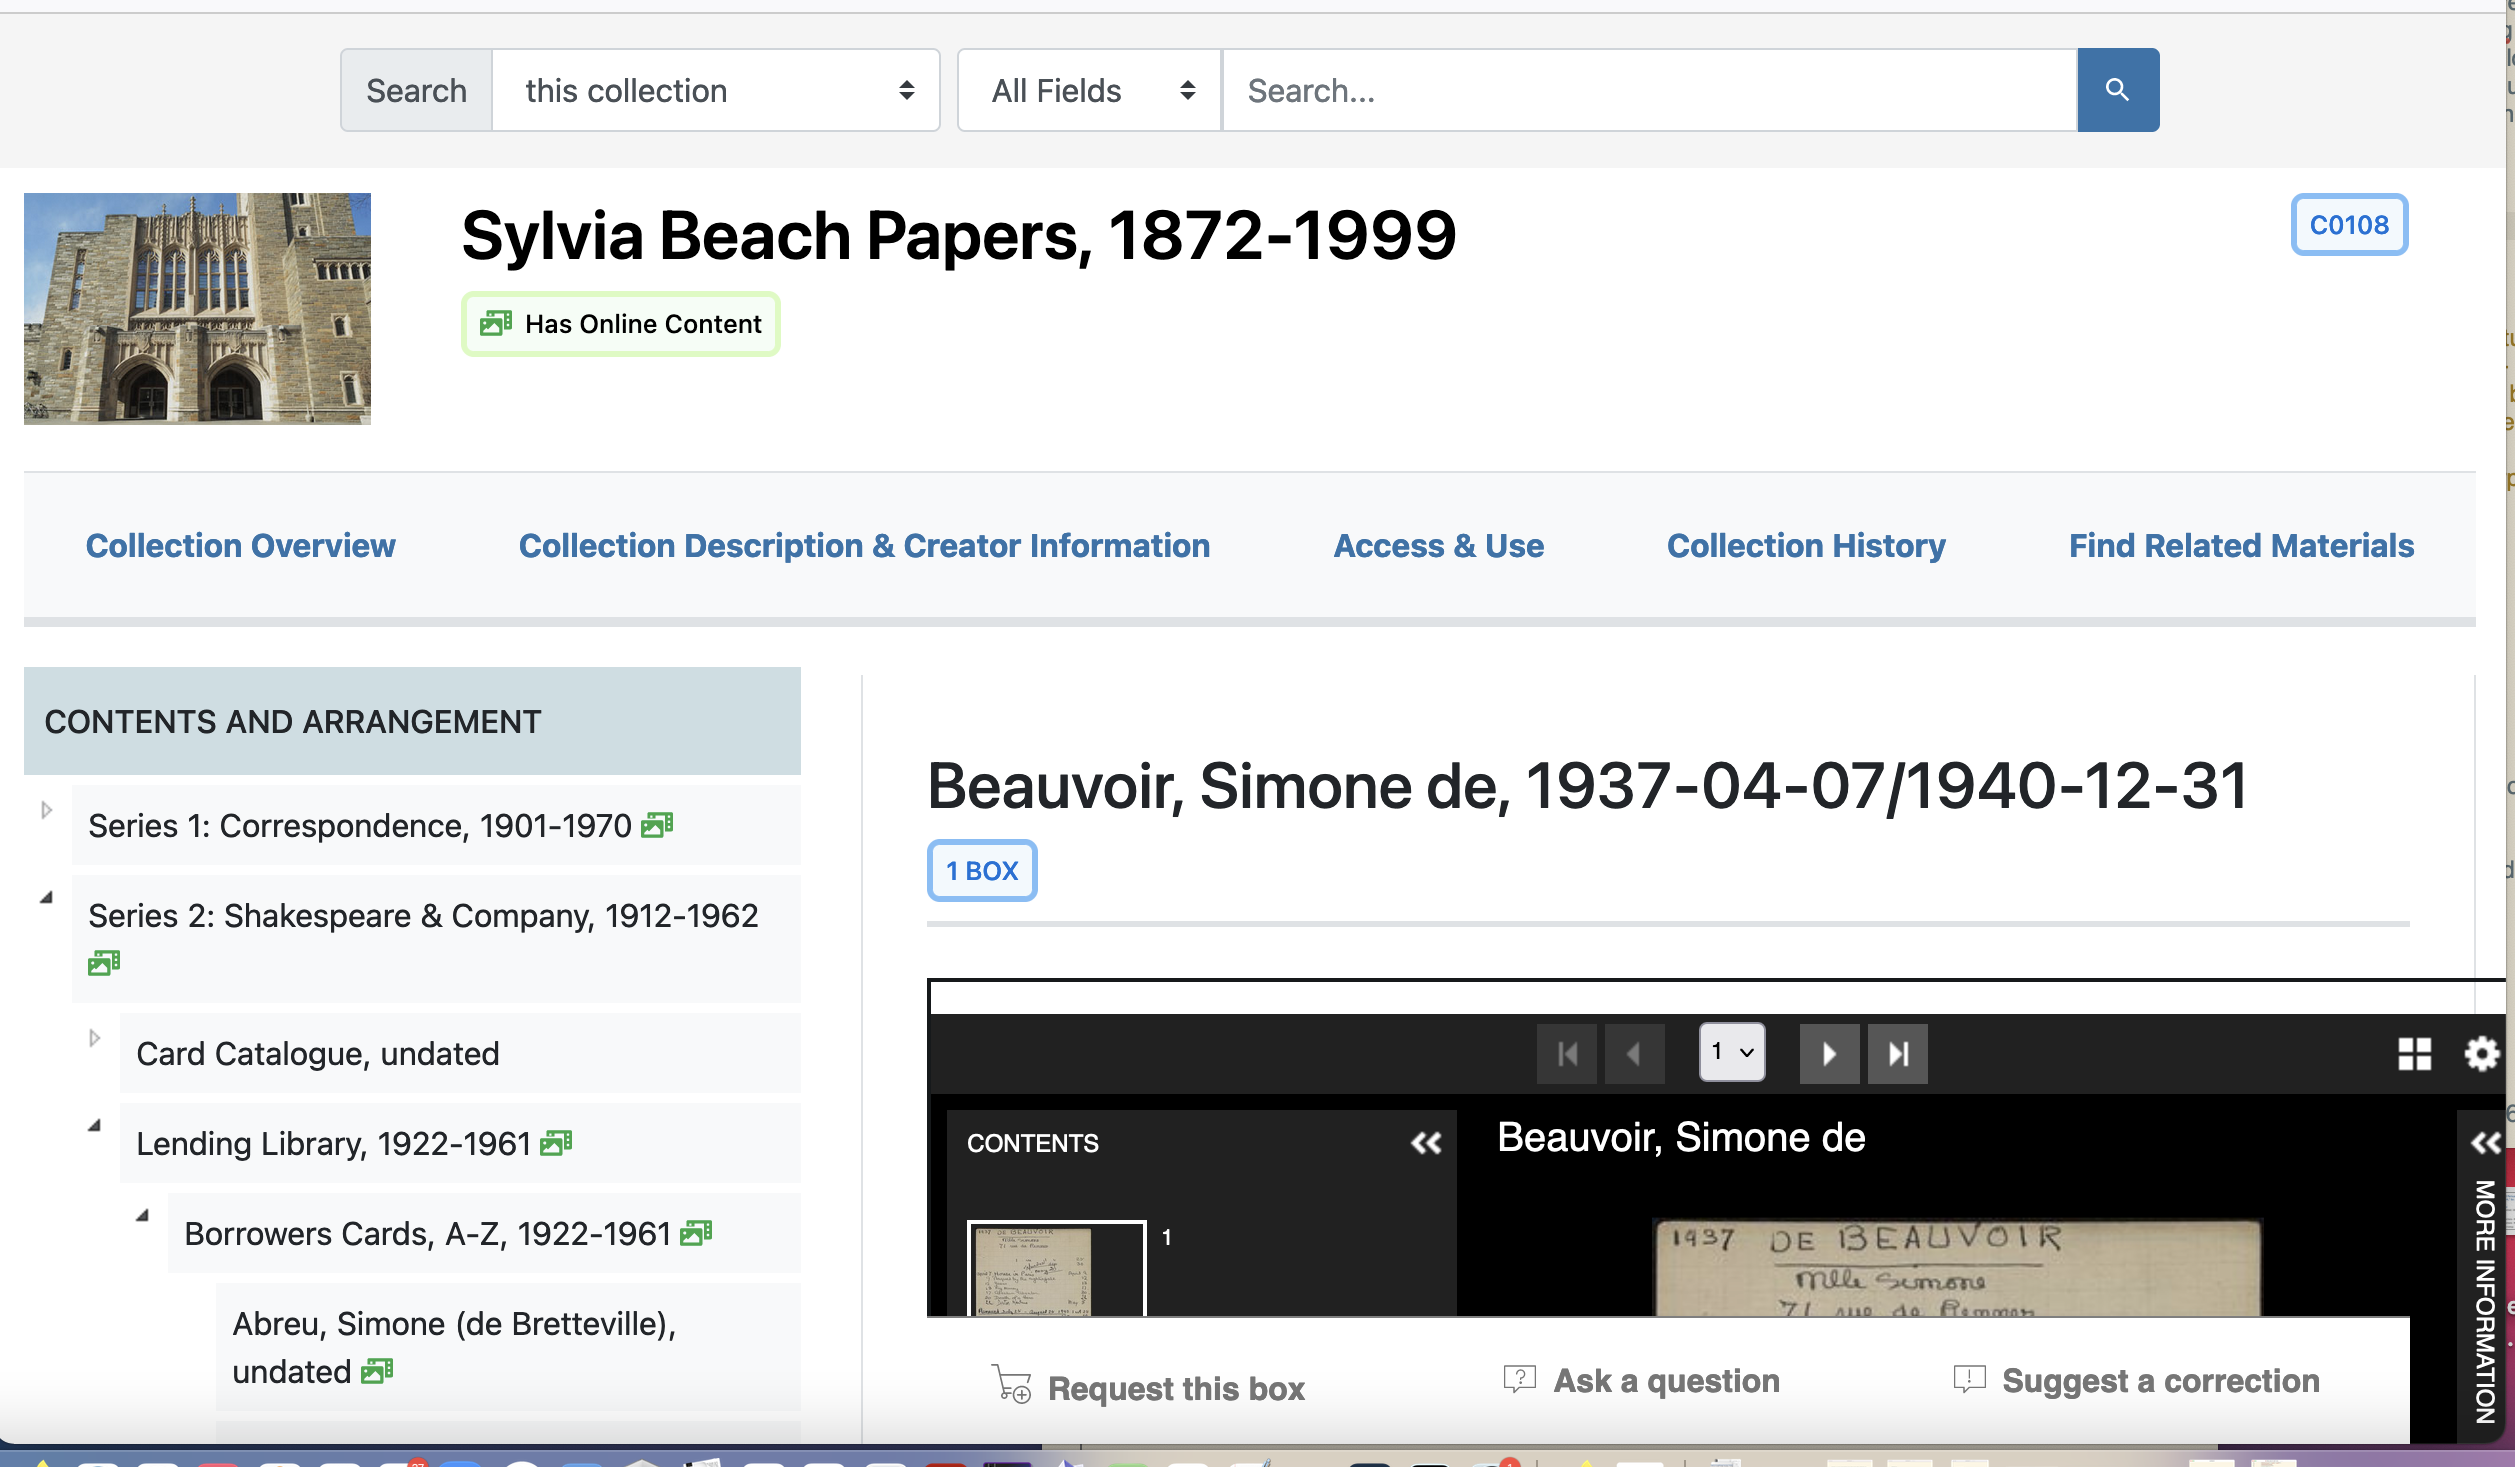 Search
this collection
All Fields
Search...
Sylvia Beach Papers, 1872-1999
C0108
Has Online Content
Collection Overview
Collection Description & Creator Information
Access & Use
Collection History
Find Related Materials
CONTENTS AND ARRANGEMENT
Series 1: Correspondence, 1901-1970
Series 2: Shakespeare & Company, 1912-1962
Card Catalogue, undated
Lending Library, 1922-1961
Borrowers Cards, A-Z, 1922-1961
Abreu, Simone (de Bretteville),
undated
Beauvoir, Simone de, 1937-04-07/1940-12-31
1 BOX
1
CONTENTS
1
Beauvoir, Simone de
1937 DE BEAUVOIR
Mlle Simone
71 rue de Rennes
MORE INFORMATION
Request this box
Ask a question
Suggest a correction